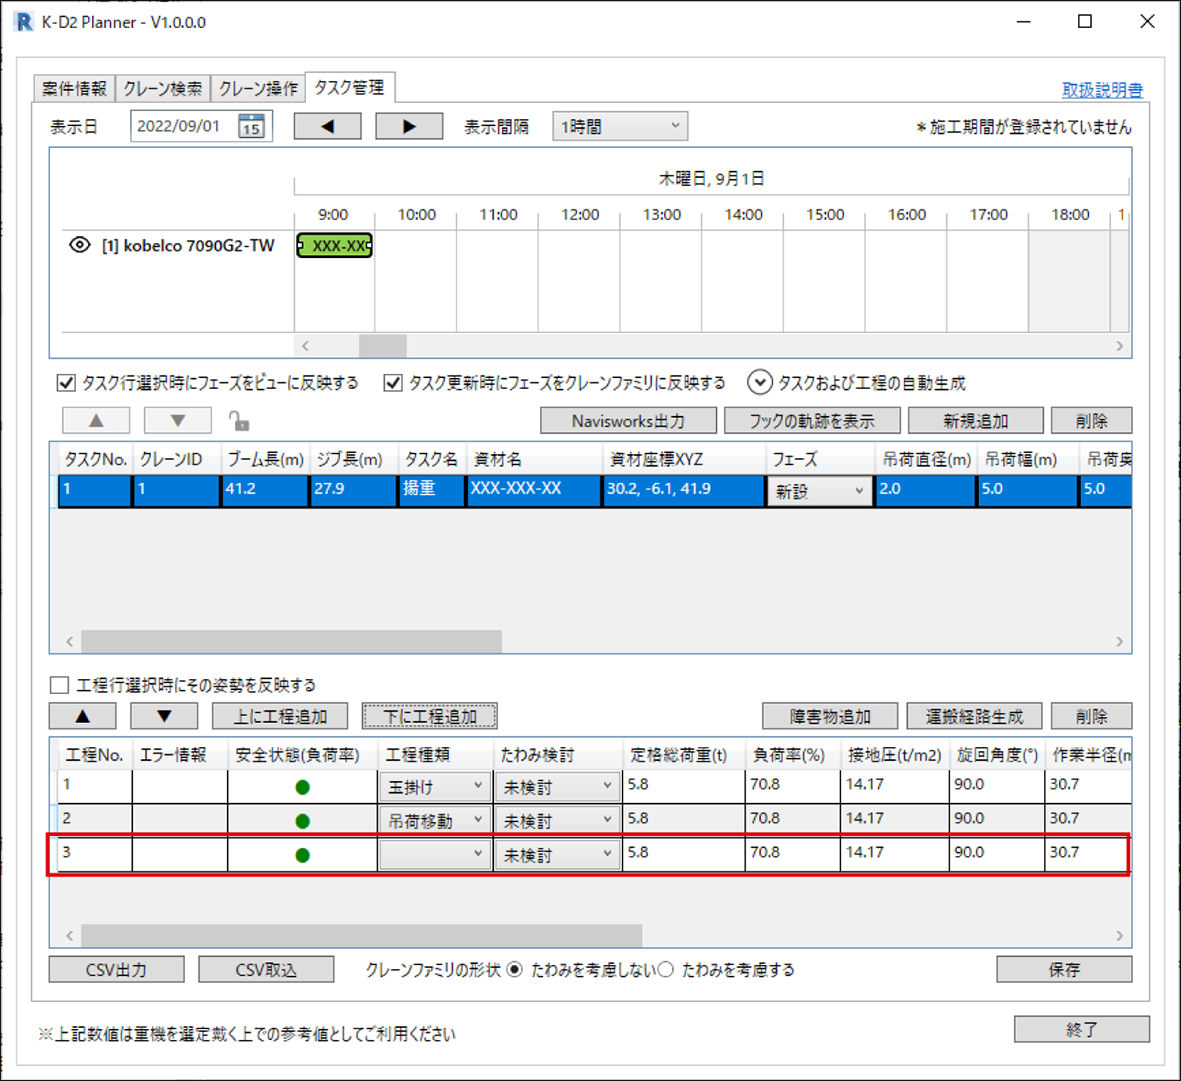 K-D2 Planner - V1.0.0.0
案件情報 クレーン検索 クレーン操作 タスク管理 取扱説明書
表示日 2022/09/01 15 ◀ ▶ 表示間隔 1時間 *施工期間が登録されていません
木曜日, 9月1日
9:00 10:00 11:00 12:00 13:00 14:00 15:00 16:00 17:00 18:00 1
[1] kobelco 7090G2-TW XXX-XX
タスク行選択時にフェーズをビューに反映する タスク更新時にフェーズをクレーンファミリに反映する タスクおよび工程の自動生成
▲ ▼ Navisworks出力 フックの軌跡を表示 新規追加 削除
タスクNo. クレーンID ブーム長(m) ジブ長(m) タスク名 資材名 資材座標XYZ フェーズ 吊荷直径(m) 吊荷幅(m) 吊荷奥
1 1 41.2 27.9 揚重 XXX-XXX-XX 30.2, -6.1, 41.9 新設 2.0 5.0 5.0
工程行選択時にその姿勢を反映する
▲ ▼ 上に工程追加 下に工程追加 障害物追加 運搬経路生成 削除
工程No. エラー情報 安全状態(負荷率) 工程種類 たわみ検討 定格総荷重(t) 負荷率(%) 接地圧(t/m2) 旋回角度(°) 作業半径(m
1 玉掛け 未検討 5.8 70.8 14.17 90.0 30.7
2 吊荷移動 未検討 5.8 70.8 14.17 90.0 30.7
3 未検討 5.8 70.8 14.17 90.0 30.7
CSV出力 CSV取込 クレーンファミリの形状 たわみを考慮しない たわみを考慮する 保存
※上記数値は重機を選定戴く上での参考値としてご利用ください 終了